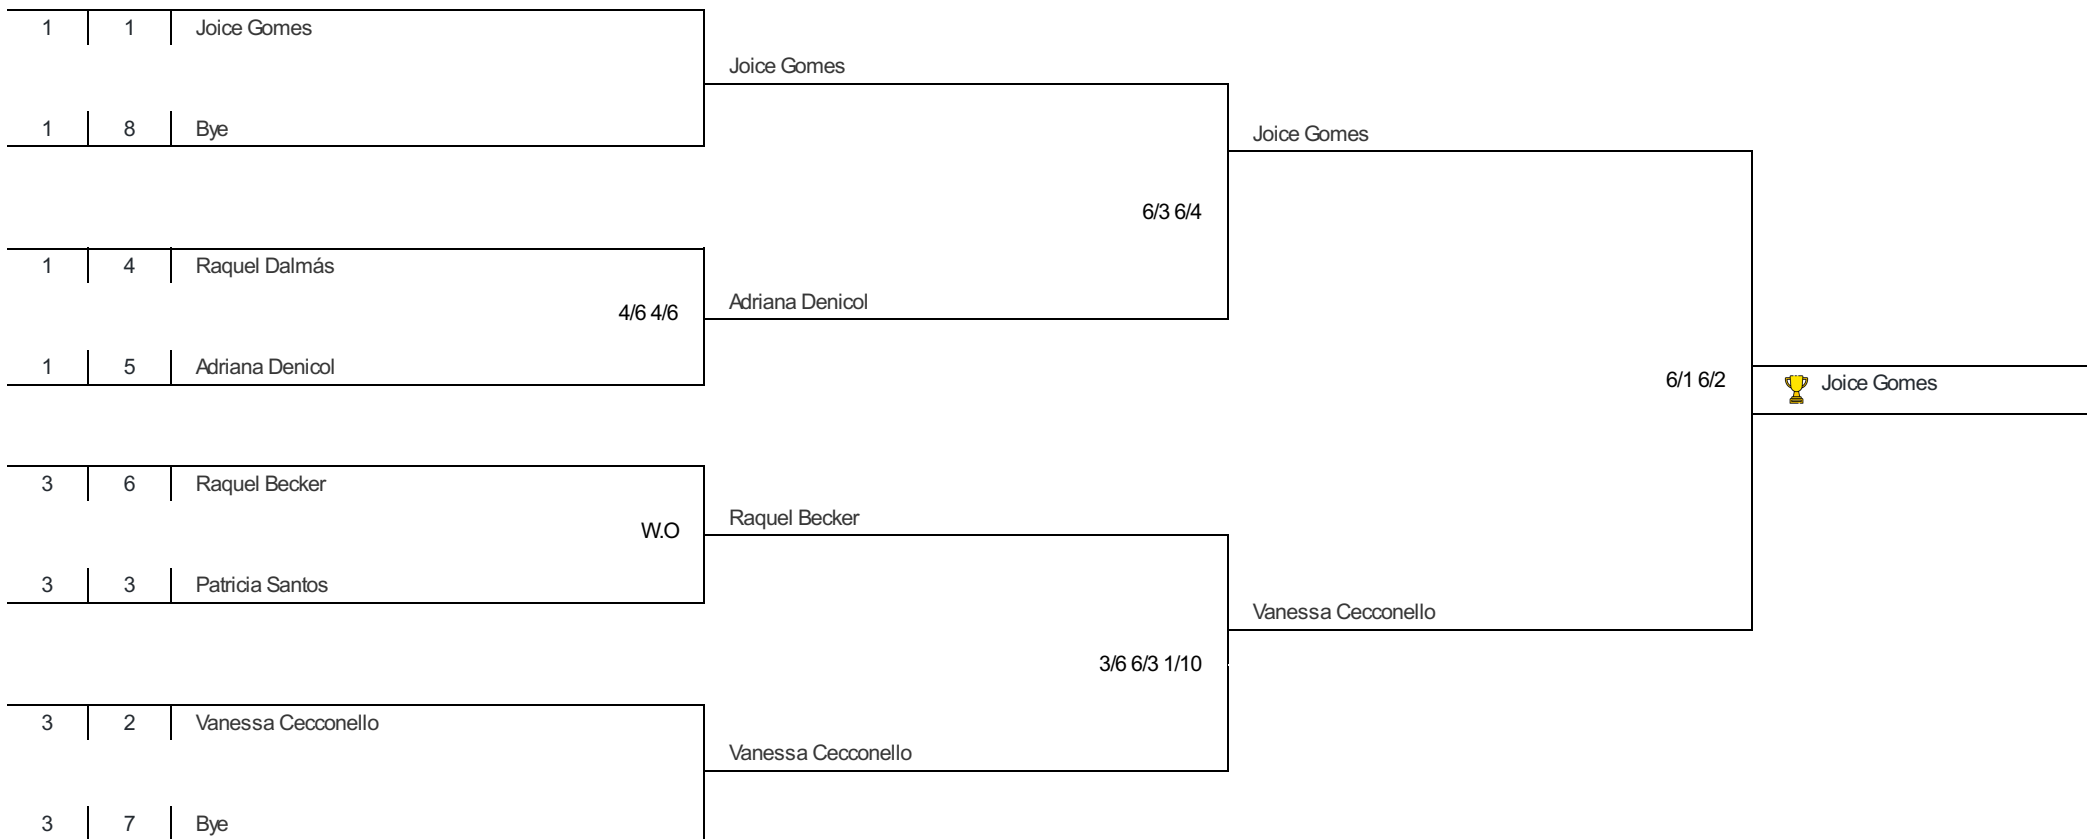 1 1 Joice Gomes
Joice Gomes
1 8 Bye
Joice Gomes
6/3 6/4
1 4 Raquel Dalmás
4/6 4/6
Adriana Denicol
1 5 Adriana Denicol
6/1 6/2
Joice Gomes
3 6 Raquel Becker
W.O
Raquel Becker
3 3 Patricia Santos
Vanessa Cecconello
3/6 6/3 1/10
3 2 Vanessa Cecconello
Vanessa Cecconello
3 7 Bye